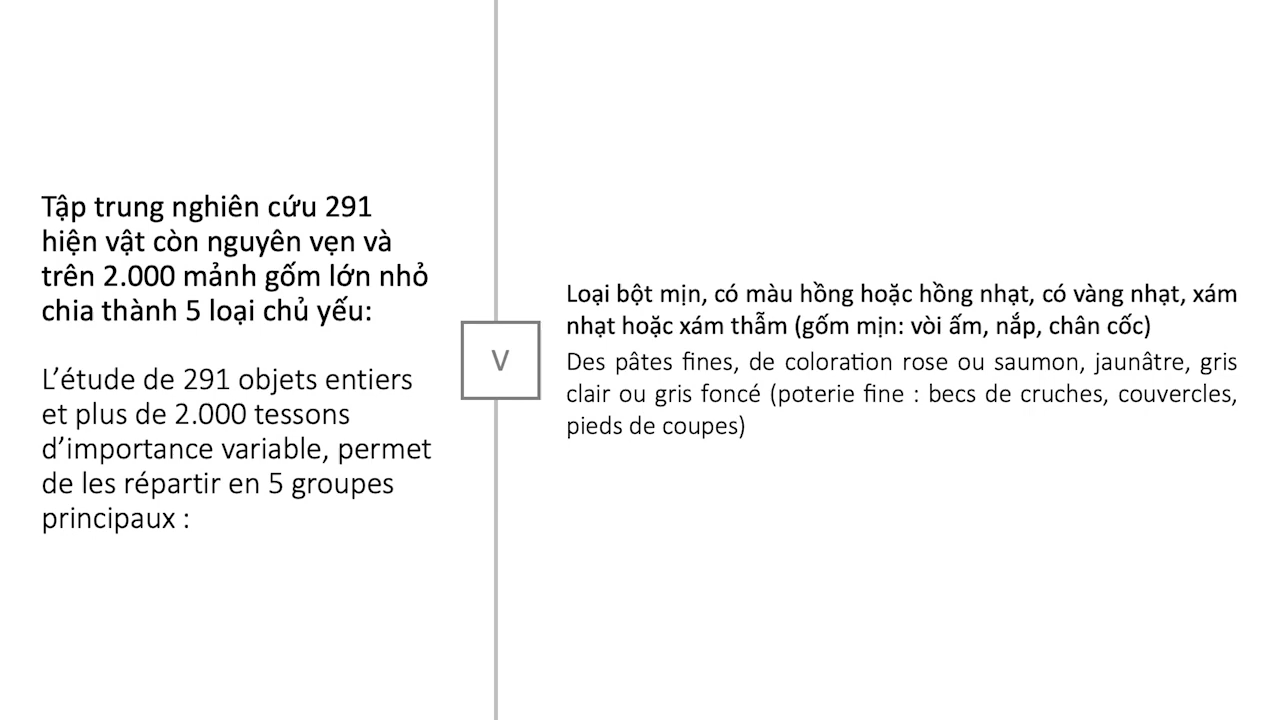 Tập trung nghiên cứu 291
hiện vật còn nguyên vẹn và
trên 2.000 mảnh gốm lớn nhỏ
chia thành 5 loại chủ yếu:
L’étude de 291 objets entiers
et plus de 2.000 tessons
d’importance variable, permet
de les répartir en 5 groupes
principaux :
V
Loại bột mịn, có màu hồng hoặc hồng nhạt, có vàng nhạt, xám
nhạt hoặc xám thẫm (gốm mịn: vòi ấm, nắp, chân cốc)
Des pâtes fines, de coloration rose ou saumon, jaunâtre, gris
clair ou gris foncé (poterie fine : becs de cruches, couvercles,
pieds de coupes)